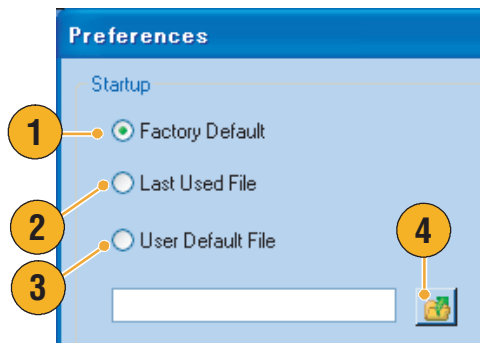 Preferences
Startup
1 Factory Default
2 Last Used File
3 User Default File
4